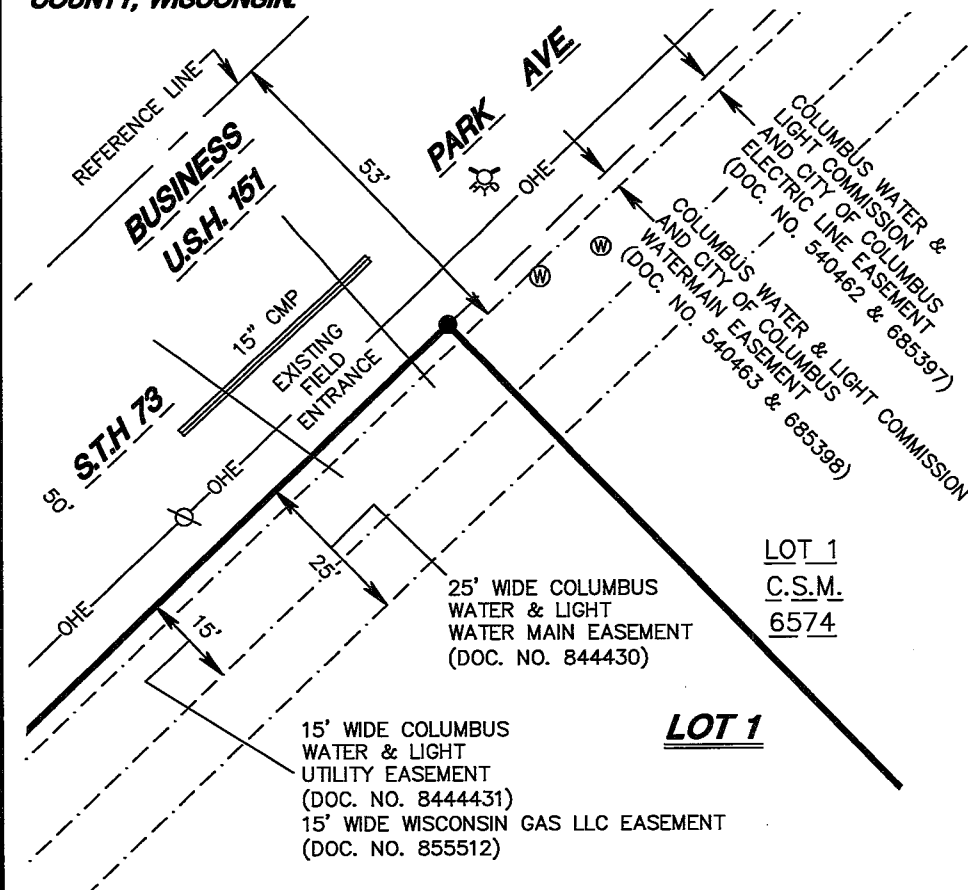 COUNTY, WISCONSIN.
REFERENCE LINE
BUSINESS
U.S.H. 151
PARK AVE.
53'
OHE
COLUMBUS WATER &
LIGHT COMMISSION
AND CITY OF COLUMBUS
ELECTRIC LINE EASEMENT
(DOC. NO. 540462 & 685397)
COLUMBUS WATER & LIGHT COMMISSION
AND CITY OF COLUMBUS
WATERMAIN EASEMENT
(DOC. NO. 540463 & 685398)
W
W
15" CMP
EXISTING
FIELD
ENTRANCE
S.T.H 73
50'
OHE
OHE
25'
15'
25' WIDE COLUMBUS
WATER & LIGHT
WATER MAIN EASEMENT
(DOC. NO. 844430)
LOT 1
C.S.M.
6574
LOT 1
15' WIDE COLUMBUS
WATER & LIGHT
UTILITY EASEMENT
(DOC. NO. 8444431)
15' WIDE WISCONSIN GAS LLC EASEMENT
(DOC. NO. 855512)